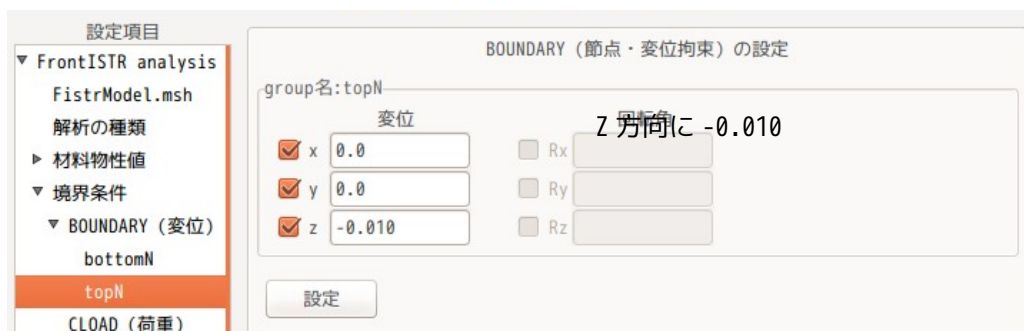 設定項目
FrontISTR analysis
FistrModel.msh
解析の種類
材料物性値
境界条件
BOUNDARY (変位)
bottomN
topN
CLOAD (荷重)
BOUNDARY (節点・変位拘束) の設定
group名:topN
変位
回転角
Z 方向に -0.010
x 0.0
Rx
y 0.0
Ry
z -0.010
Rz
設定